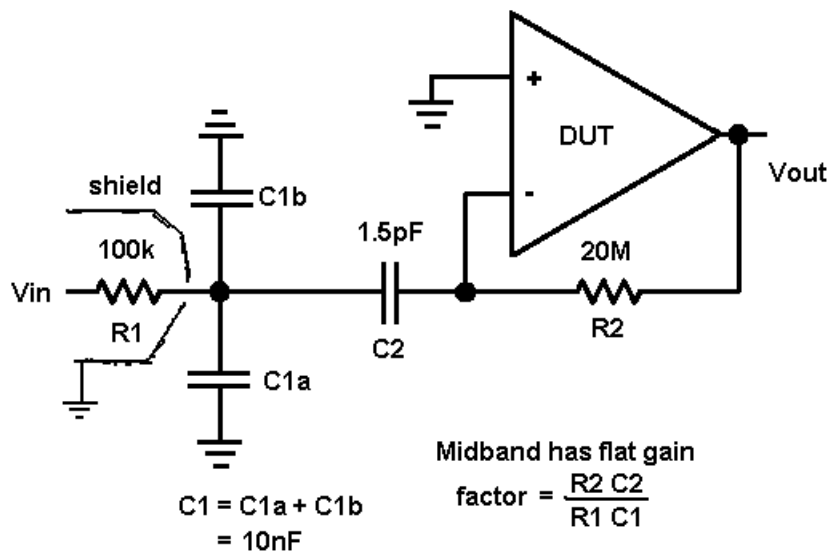 +
DUT
-
Vout
shield
C1b
100k
1.5pF
20M
Vin
R1
C2
R2
C1a
Midband has flat gain
factor = R2 C2
R1 C1
C1 = C1a + C1b
= 10nF